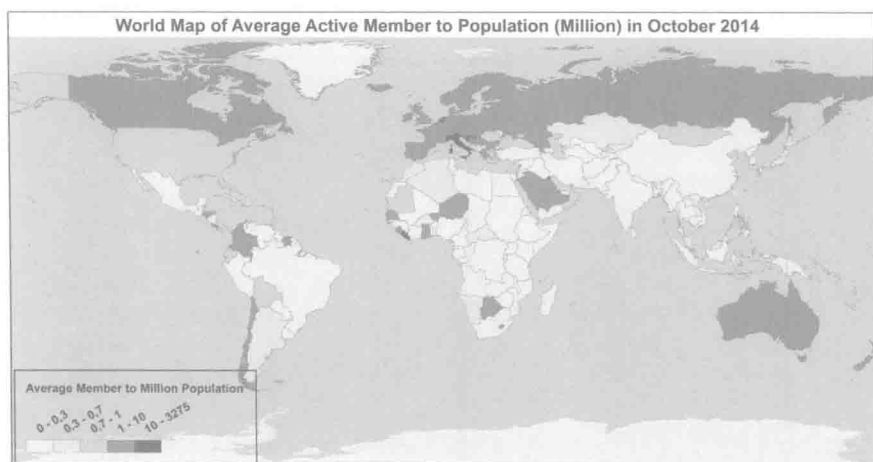 World Map of Average Active Member to Population (Million) in October 2014
Average Member to Million Population
0 - 0,3
0,3 - 0,7
0,7 - 1
1 - 10
10 - 3275